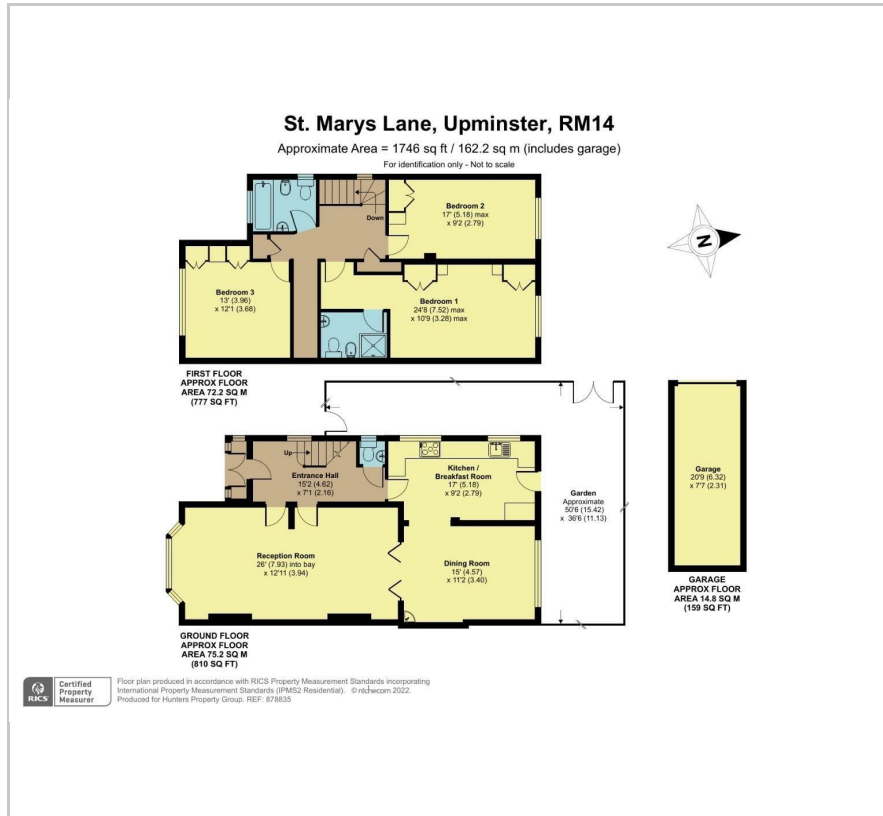 St. Marys Lane, Upminster, RM14
Approximate Area = 1746 sq ft / 162.2 sq m (includes garage)
For identification only - Not to scale
Down
Bedroom 2
17' (5.18) max
x 9'2 (2.79)
Bedroom 3
13' (3.96)
x 12'1 (3.68)
Bedroom 1
24'8 (7.52) max
x 10'9 (3.28) max
N
FIRST FLOOR
APPROX FLOOR
AREA 72.2 SQ M
(777 SQ FT)
Up
Entrance Hall
15'2 (4.62)
x 7'1 (2.16)
Kitchen /
Breakfast Room
17' (5.18)
x 9'2 (2.79)
Garden
Approximate
50'6 (15.42)
x 36'6 (11.13)
Garage
20'9 (6.32)
x 7'7 (2.31)
Reception Room
26' (7.93) into bay
x 12'11 (3.94)
Dining Room
15' (4.57)
x 11'2 (3.40)
GARAGE
APPROX FLOOR
AREA 14.8 SQ M
(159 SQ FT)
GROUND FLOOR
APPROX FLOOR
AREA 75.2 SQ M
(810 SQ FT)
RICS
Certified
Property
Measurer
Floor plan produced in accordance with RICS Property Measurement Standards incorporating
International Property Measurement Standards (IPMS2 Residential). © nichecom 2022.
Produced for Hunters Property Group. REF: 878835